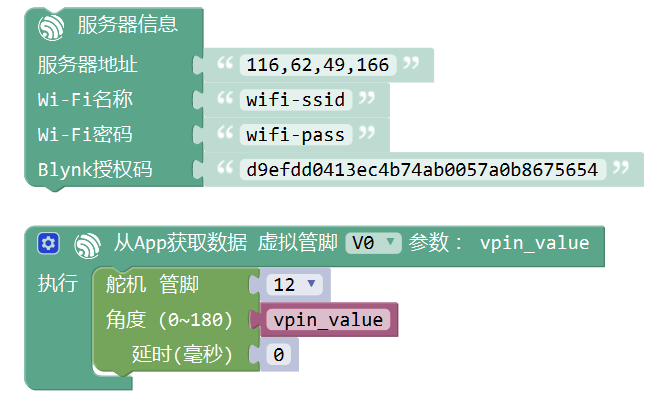 服务器信息
服务器地址 “ 116,62,49,166 ”
Wi-Fi名称 “ wifi-ssid ”
Wi-Fi密码 “ wifi-pass ”
Blynk授权码 “ d9efdd0413ec4b74ab0057a0b8675654 ”
从App获取数据 虚拟管脚 V0 参数： vpin_value
执行 舵机 管脚 12
角度 (0~180) vpin_value
延时(毫秒) 0